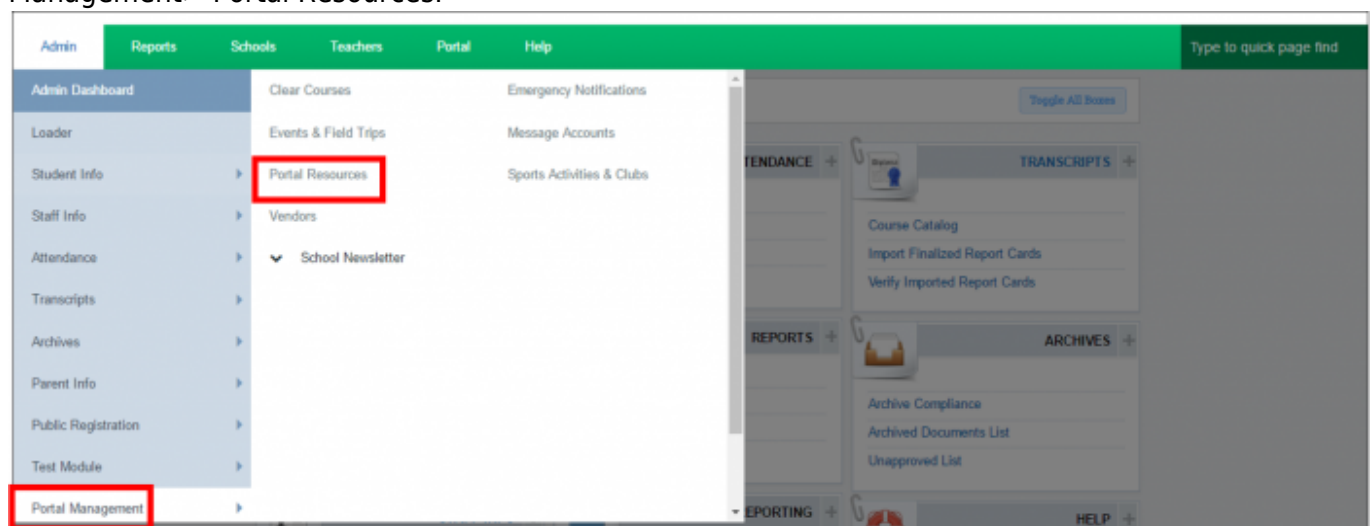 Management> Portal Resources.
Admin Reports Schools Teachers Portal Help Type to quick page find
Admin Dashboard
Loader
Student Info
Staff Info
Attendance
Transcripts
Archives
Parent Info
Public Registration
Test Module
Portal Management
Clear Courses
Events & Field Trips
Portal Resources
Vendors
School Newsletter
Emergency Notifications
Message Accounts
Sports Activities & Clubs
Toggle All Boxes
TENDANCE
REPORTS
EPORTING
TRANSCRIPTS
Course Catalog
Import Finalized Report Cards
Verify Imported Report Cards
ARCHIVES
Archive Compliance
Archived Documents List
Unapproved List
HELP